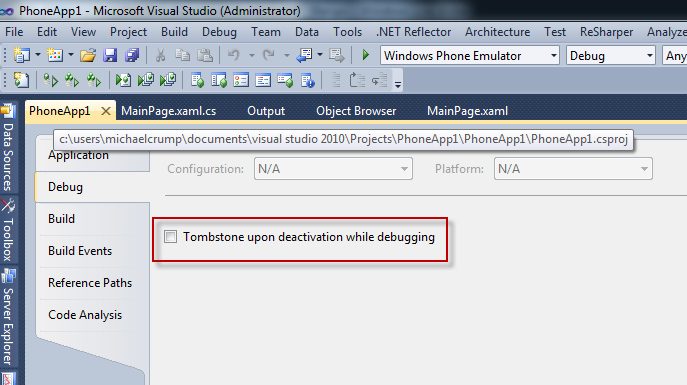 PhoneApp1 - Microsoft Visual Studio (Administrator)
File Edit View Project Build Debug Team Data Tools .NET Reflector Architecture Test ReSharper Analyze
Windows Phone Emulator Debug Any
PhoneApp1 X MainPage.xaml.cs Output Object Browser MainPage.xaml
c:\users\michaelcrump\documents\visual studio 2010\Projects\PhoneApp1\PhoneApp1\PhoneApp1.csproj
Application
Configuration: N/A Platform: N/A
Debug
Build
Tombstone upon deactivation while debugging
Build Events
Reference Paths
Code Analysis
Data Sources
Toolbox
Server Explorer